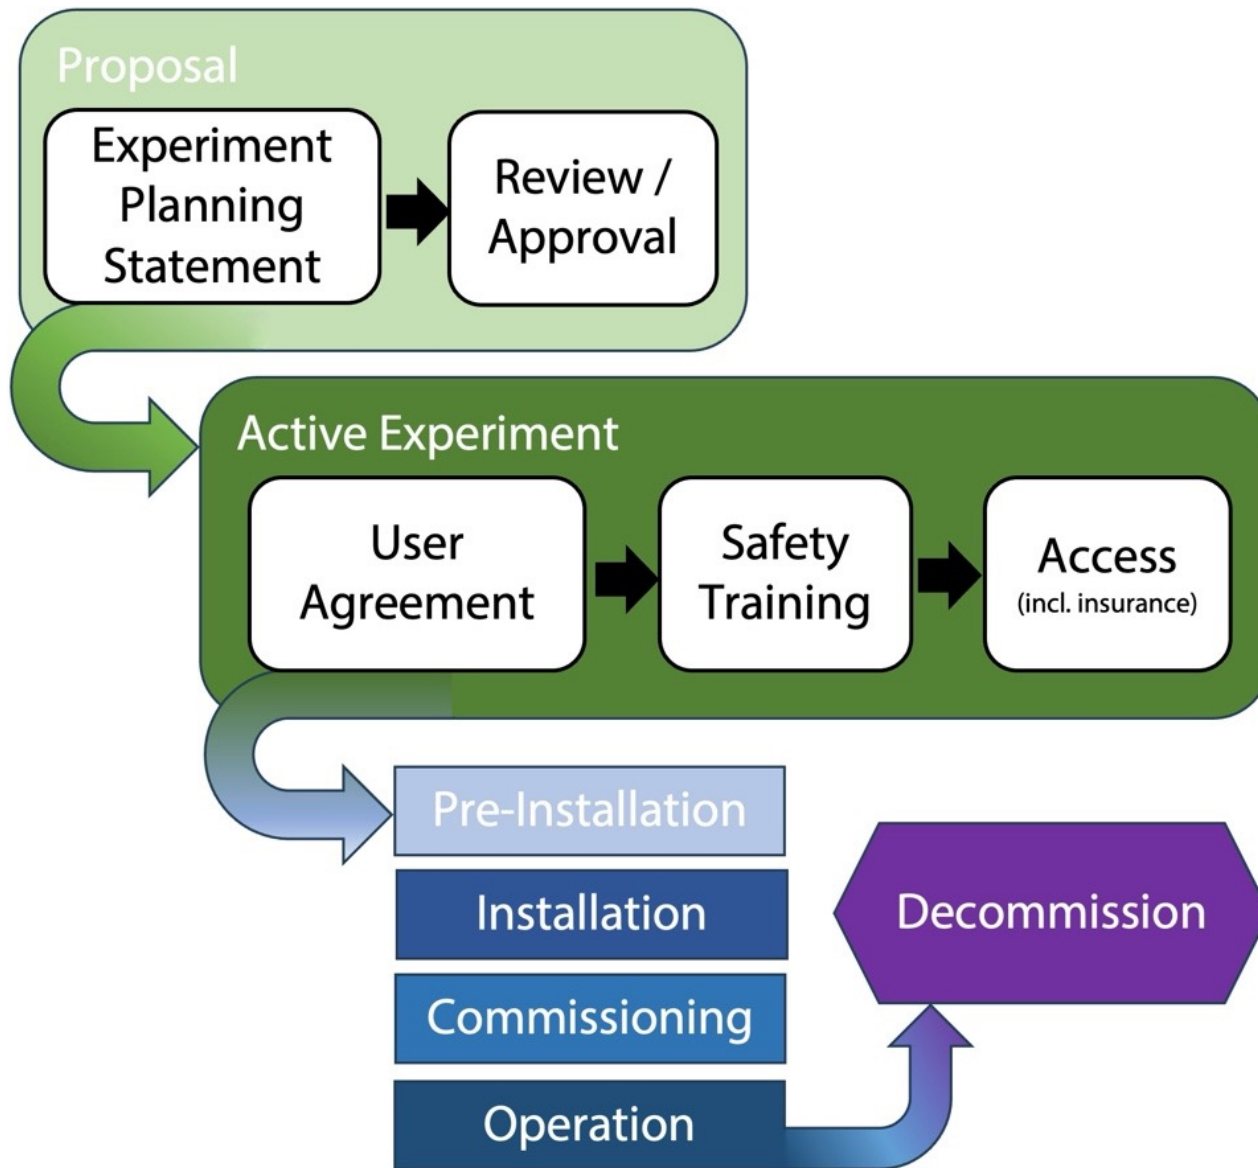 Proposal
Experiment
Planning
Statement
Review /
Approval
Active Experiment
User
Agreement
Safety
Training
Access
(incl. insurance)
Pre-Installation
Installation
Commissioning
Operation
Decommission